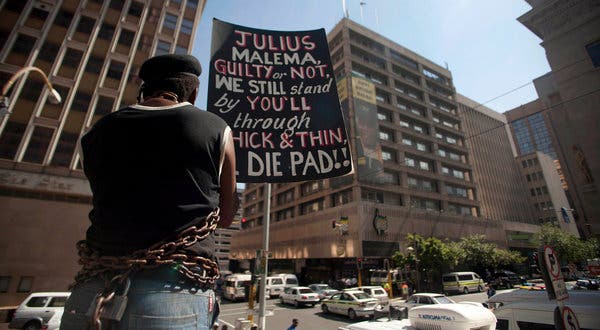 JULIUS
MALEMA,
GUILTY or NOT,
WE STILL stand
by YOU'LL
through
THICK & THIN,
DIE PAD!!